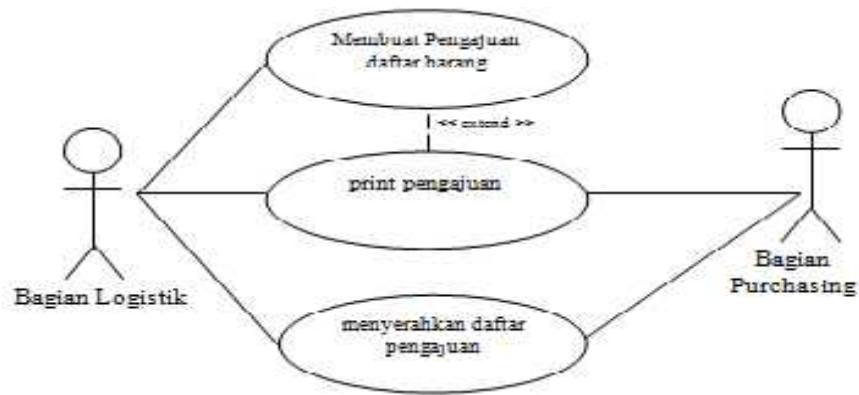 Membuat Pengajuan
daftar barang
<< extend >>
print pengajuan
Bagian Logistik
Bagian
Purchasing
menyerahkan daftar
pengajuan